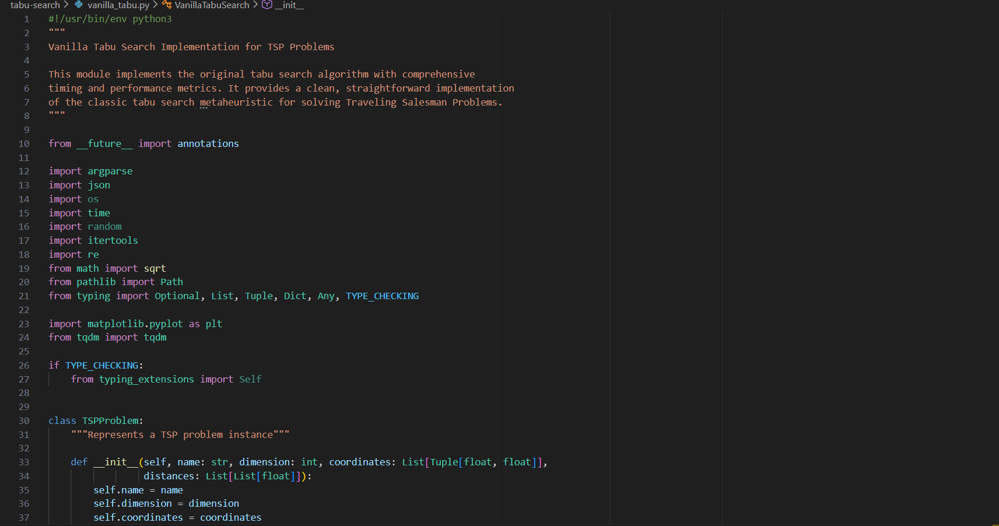 tabu-search > vanilla_tabu.py > VanillaTabuSearch > __init__
1 #!/usr/bin/env python3
2 """
3 Vanilla Tabu Search Implementation for TSP Problems
4
5 This module implements the original tabu search algorithm with comprehensive
6 timing and performance metrics. It provides a clean, straightforward implementation
7 of the classic tabu search metaheuristic for solving Traveling Salesman Problems.
8 """
9
10 from __future__ import annotations
11
12 import argparse
13 import json
14 import os
15 import time
16 import random
17 import itertools
18 import re
19 from math import sqrt
20 from pathlib import Path
21 from typing import Optional, List, Tuple, Dict, Any, TYPE_CHECKING
22
23 import matplotlib.pyplot as plt
24 from tqdm import tqdm
25
26 if TYPE_CHECKING:
27     from typing_extensions import Self
28
29
30 class TSPProblem:
31     """Represents a TSP problem instance"""
32
33     def __init__(self, name: str, dimension: int, coordinates: List[Tuple[float, float]],
34                  distances: List[List[float]]):
35         self.name = name
36         self.dimension = dimension
37         self.coordinates = coordinates